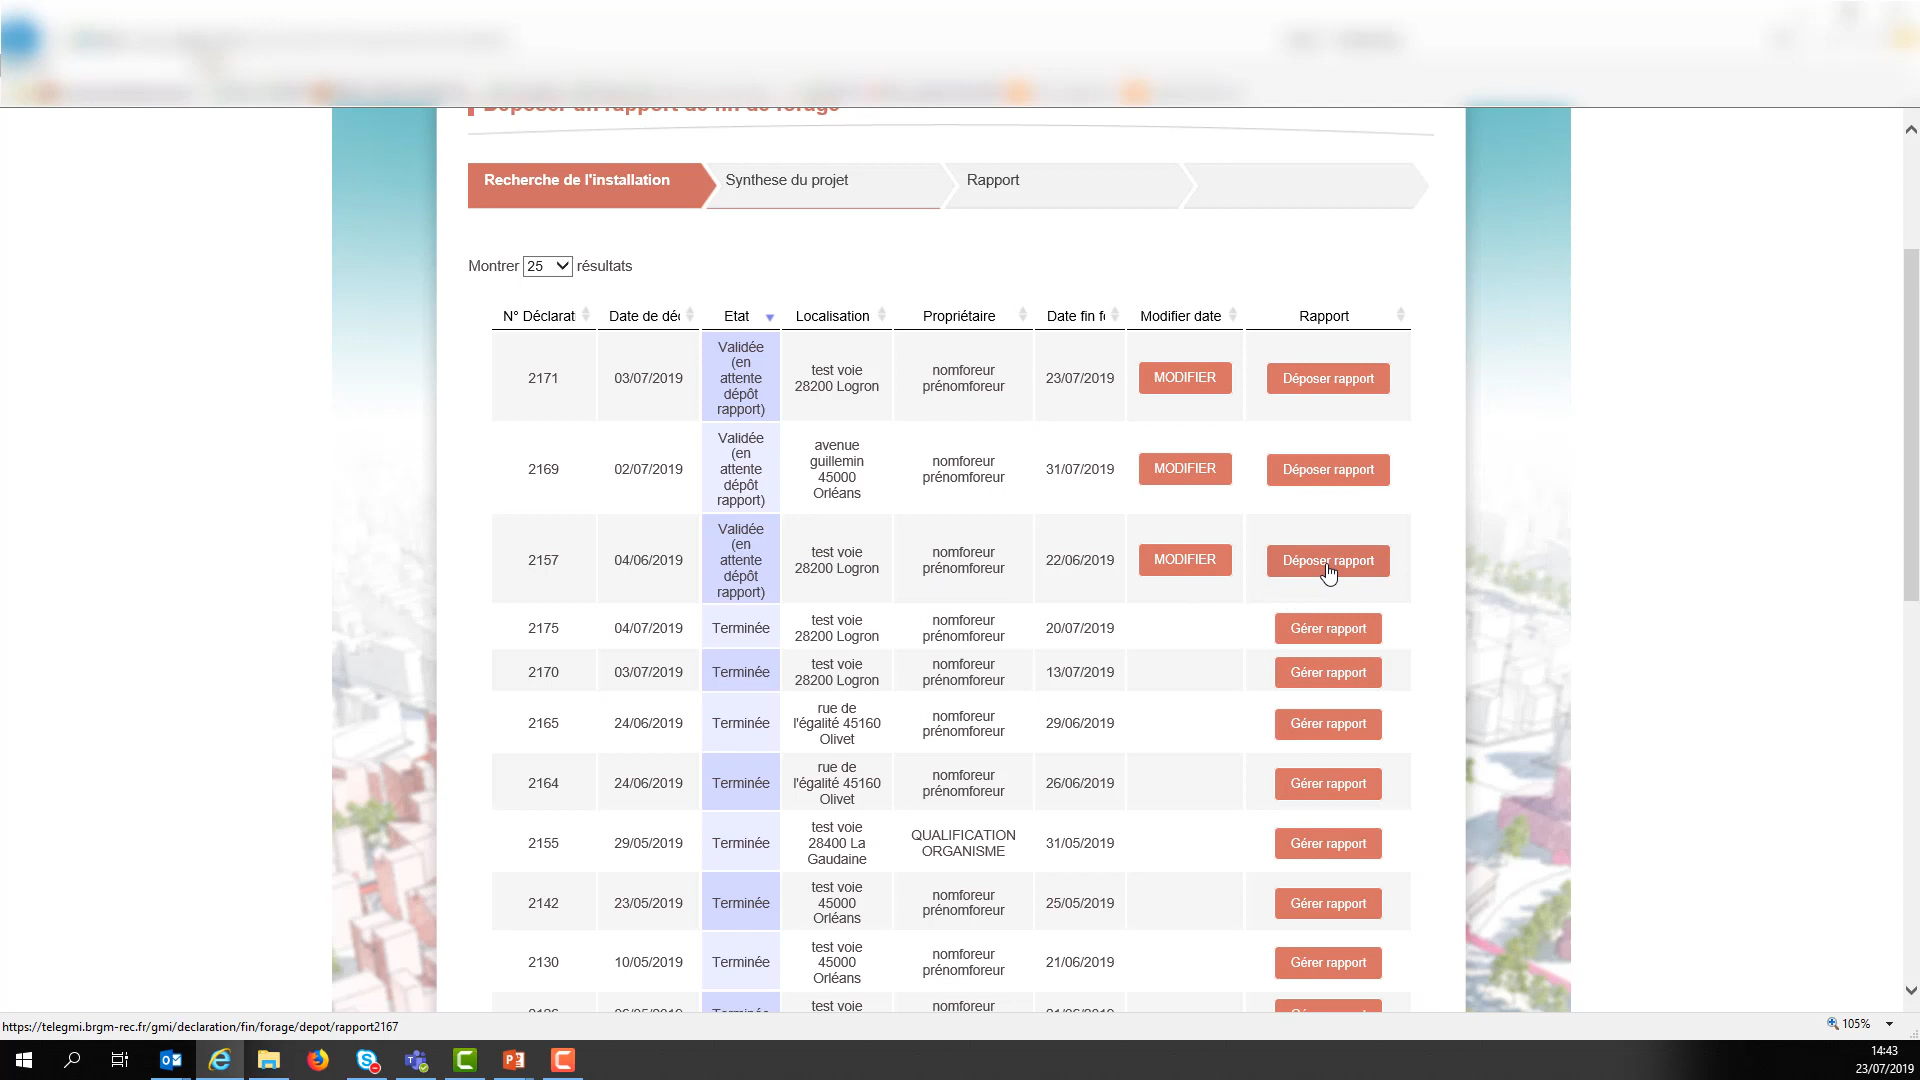 Déposer un rapport de fin de forage
Recherche de l'installation
Synthese du projet
Rapport
Montrer 25 résultats
N° Déclarat
Date de déc
Etat
Localisation
Propriétaire
Date fin f
Modifier date
Rapport
2171
03/07/2019
Validée
(en
attente
dépôt
rapport)
test voie
28200 Logron
nomforeur
prénomforeur
23/07/2019
MODIFIER
Déposer rapport
2169
02/07/2019
Validée
(en
attente
dépôt
rapport)
avenue
guillemin
45000
Orléans
nomforeur
prénomforeur
31/07/2019
MODIFIER
Déposer rapport
2157
04/06/2019
Validée
(en
attente
dépôt
rapport)
test voie
28200 Logron
nomforeur
prénomforeur
22/06/2019
MODIFIER
Déposer rapport
2175
04/07/2019
Terminée
test voie
28200 Logron
nomforeur
prénomforeur
20/07/2019
Gérer rapport
2170
03/07/2019
Terminée
test voie
28200 Logron
nomforeur
prénomforeur
13/07/2019
Gérer rapport
2165
24/06/2019
Terminée
rue de
l'égalité 45160
Olivet
nomforeur
prénomforeur
29/06/2019
Gérer rapport
2164
24/06/2019
Terminée
rue de
l'égalité 45160
Olivet
nomforeur
prénomforeur
26/06/2019
Gérer rapport
2155
29/05/2019
Terminée
test voie
28400 La
Gaudaine
QUALIFICATION
ORGANISME
31/05/2019
Gérer rapport
2142
23/05/2019
Terminée
test voie
45000
Orléans
nomforeur
prénomforeur
25/05/2019
Gérer rapport
2130
10/05/2019
Terminée
test voie
45000
Orléans
nomforeur
prénomforeur
21/06/2019
Gérer rapport
test voie
nomforeur
https://telegmi.brgm-rec.fr/gmi/declaration/fin/forage/depot/rapport2167
105%
14:43
23/07/2019